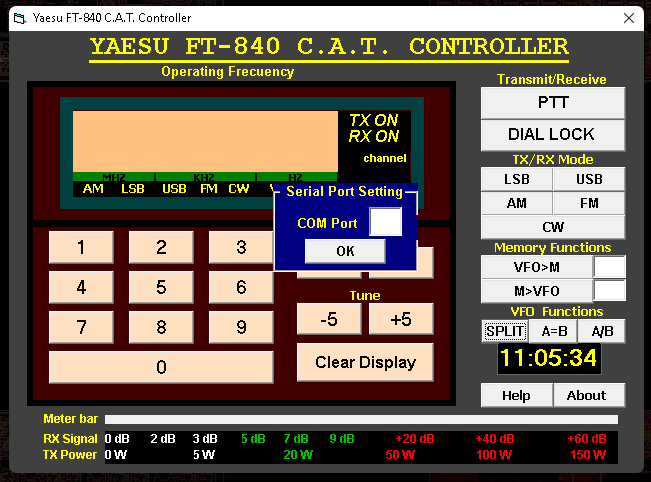 Yaesu FT-840 C.A.T. Controller
YAESU FT-840 C.A.T. CONTROLLER
Operating Frecuency
TX ON
RX ON
channel
MHZ KHZ HZ
AM LSB USB FM CW
Serial Port Setting
COM Port
OK
1 2 3
4 5 6
7 8 9
0
Tune
-5 +5
Clear Display
Transmit/Receive
PTT
DIAL LOCK
TX/RX Mode
LSB USB
AM FM
CW
Memory Functions
VFO>M
M>VFO
VFO Functions
SPLIT A=B A/B
11:05:34
Help About
Meter bar
RX Signal 0 dB 2 dB 3 dB 5 dB 7 dB 9 dB +20 dB +40 dB +60 dB
TX Power 0 W 5 W 20 W 50 W 100 W 150 W